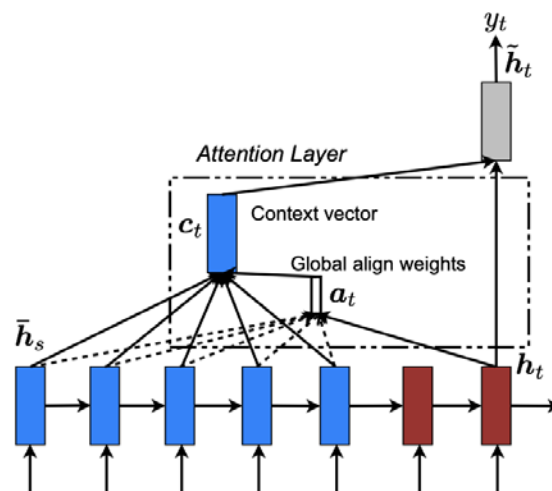 y_t
h̃_t
Attention Layer
Context vector
c_t
Global align weights
a_t
h̄_s
h_t